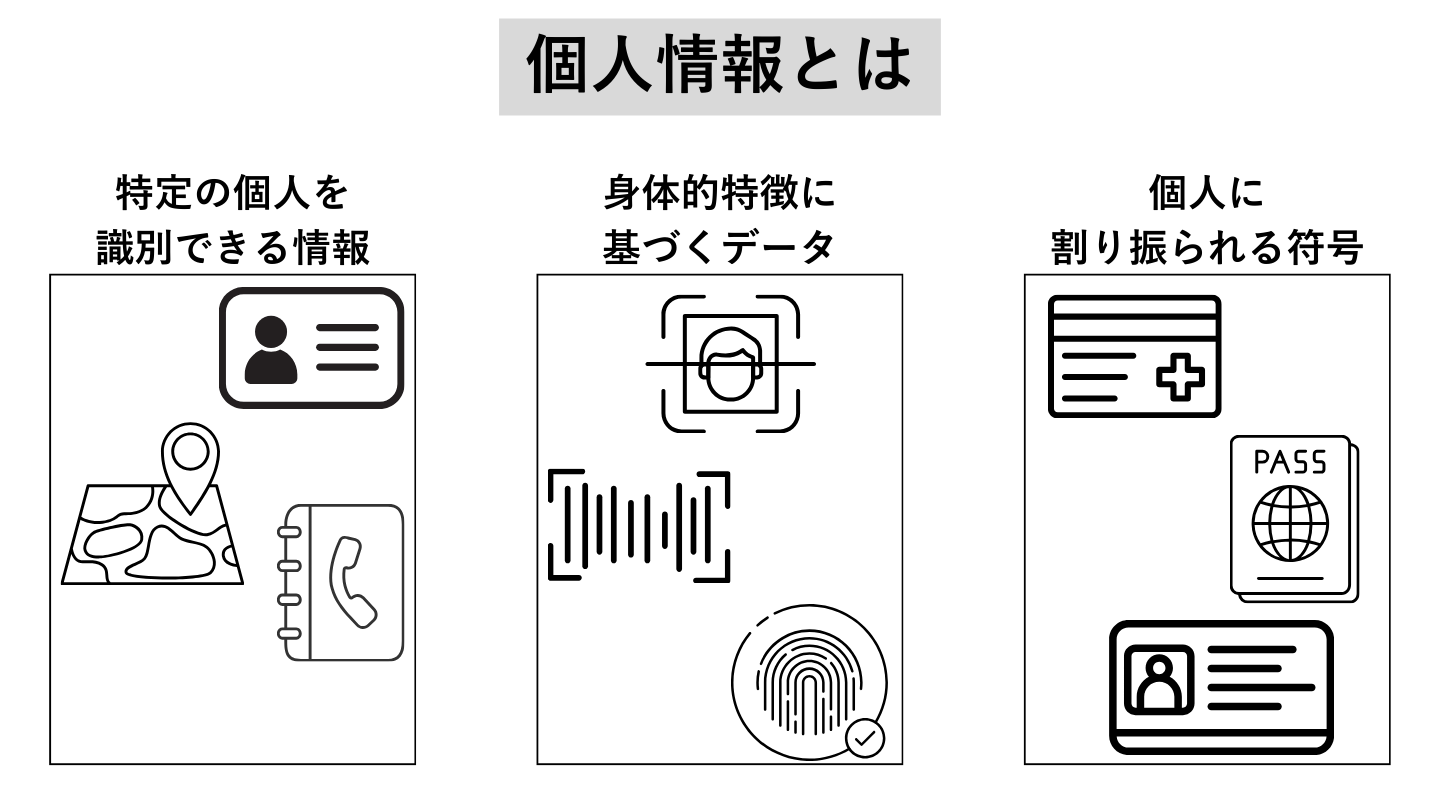 個人情報とは
特定の個人を
識別できる情報
身体的特徴に
基づくデータ
個人に
割り振られる符号
PASS